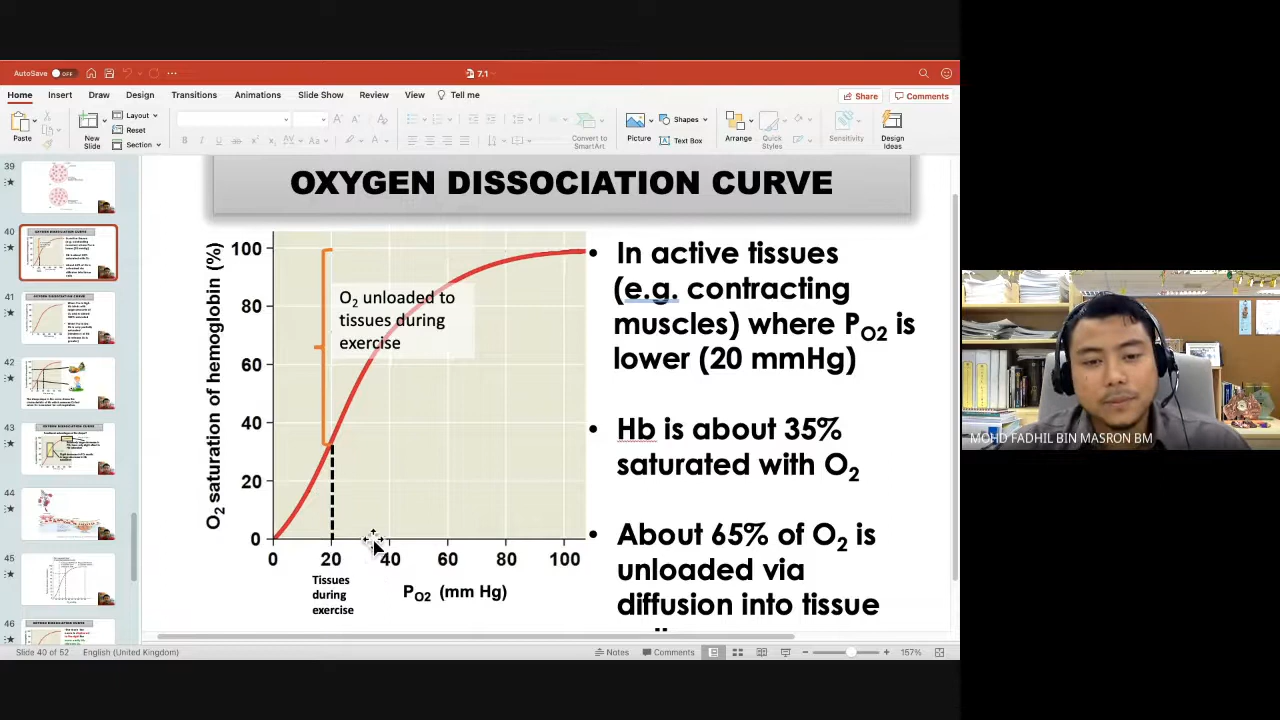 AutoSave OFF
7.1
Home Insert Draw Design Transitions Animations Slide Show Review View Tell me
Share Comments
Paste
New Slide
Layout
Reset
Section
Convert to SmartArt
Picture
Shapes
Text Box
Arrange
Quick Styles
Sensitivity
Design Ideas
39
40
41
42
43
44
45
46
OXYGEN DISSOCIATION CURVE
O2 saturation of hemoglobin (%)
100
80
60
40
20
0
O2 unloaded to
tissues during
exercise
0 20 40 60 80 100
Tissues
during
exercise
PO2 (mm Hg)
• In active tissues
(e.g. contracting
muscles) where PO2 is
lower (20 mmHg)
• Hb is about 35%
saturated with O2
• About 65% of O2 is
unloaded via
diffusion into tissue
MOHD FADHIL BIN MASRON BM
Slide 40 of 52 English (United Kingdom) Notes Comments 157%